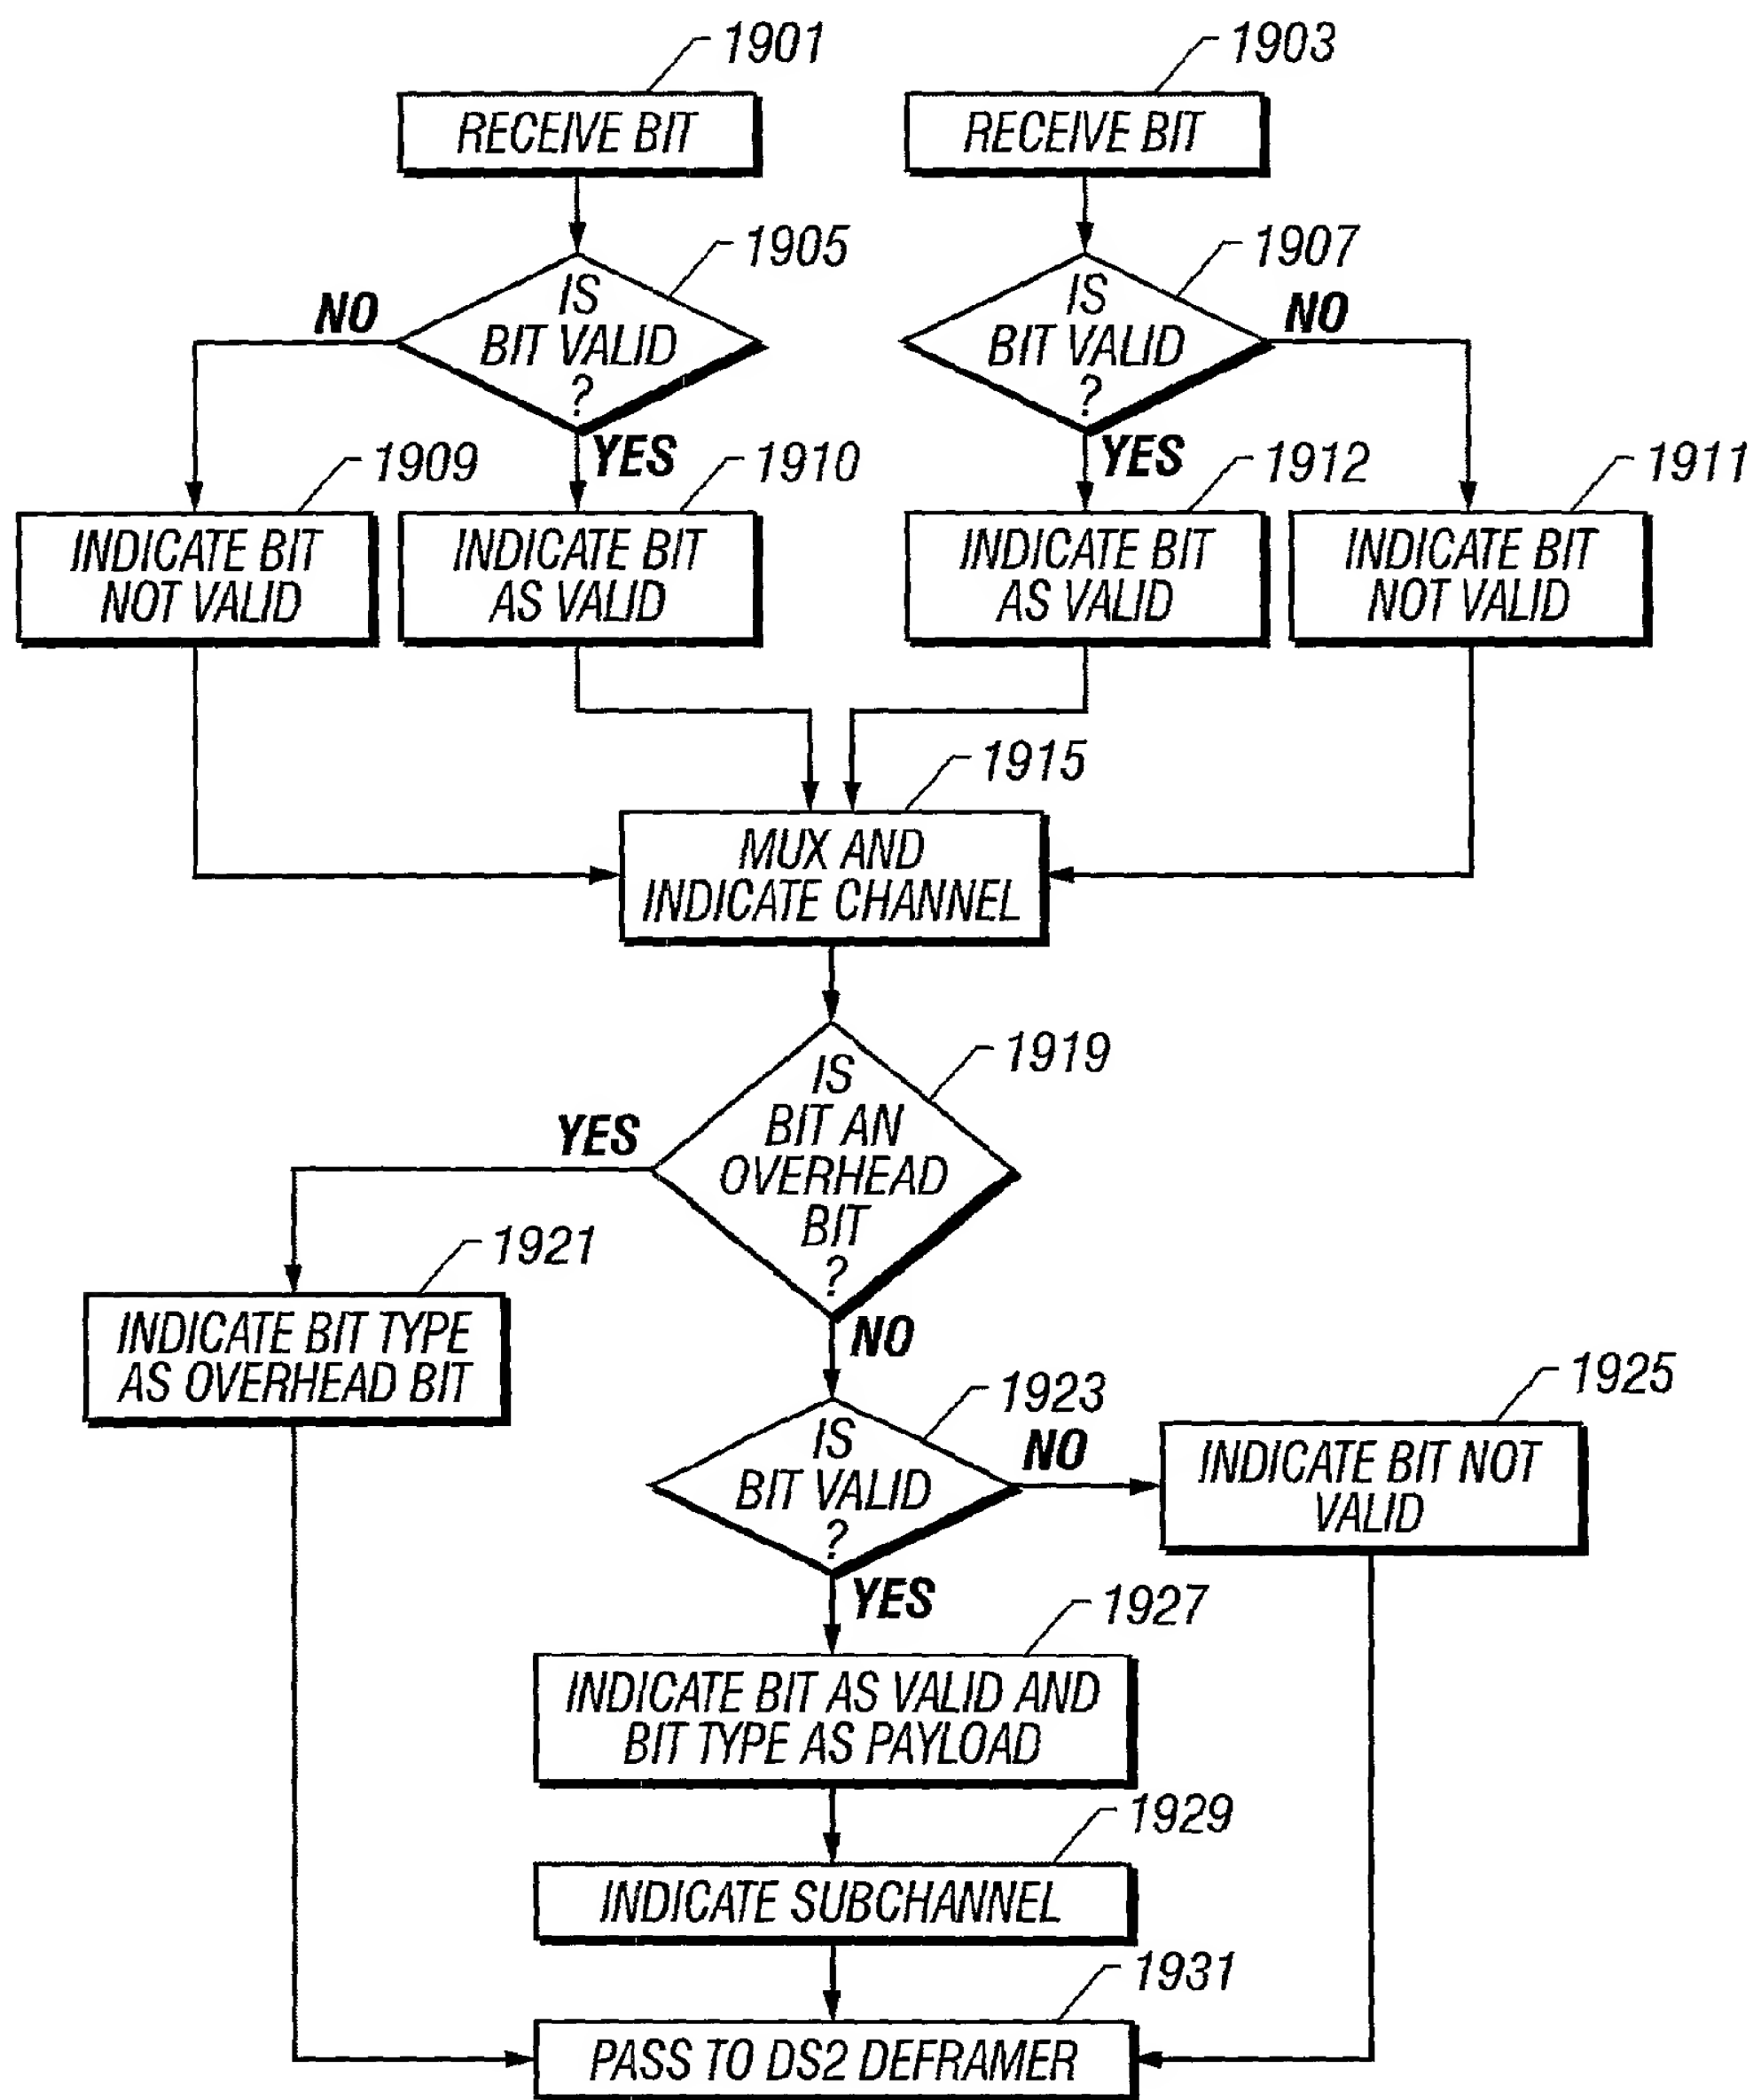 1901
1903
RECEIVE BIT
RECEIVE BIT
1905
1907
IS
BIT VALID
?
IS
BIT VALID
?
NO
NO
YES
YES
1909
1910
1912
1911
INDICATE BIT
NOT VALID
INDICATE BIT
AS VALID
INDICATE BIT
AS VALID
INDICATE BIT
NOT VALID
1915
MUX AND
INDICATE CHANNEL
1919
IS
BIT AN
OVERHEAD
BIT
?
YES
NO
1921
INDICATE BIT TYPE
AS OVERHEAD BIT
1923
IS
BIT VALID
?
NO
1925
INDICATE BIT NOT
VALID
YES
1927
INDICATE BIT AS VALID AND
BIT TYPE AS PAYLOAD
1929
INDICATE SUBCHANNEL
1931
PASS TO DS2 DEFRAMER